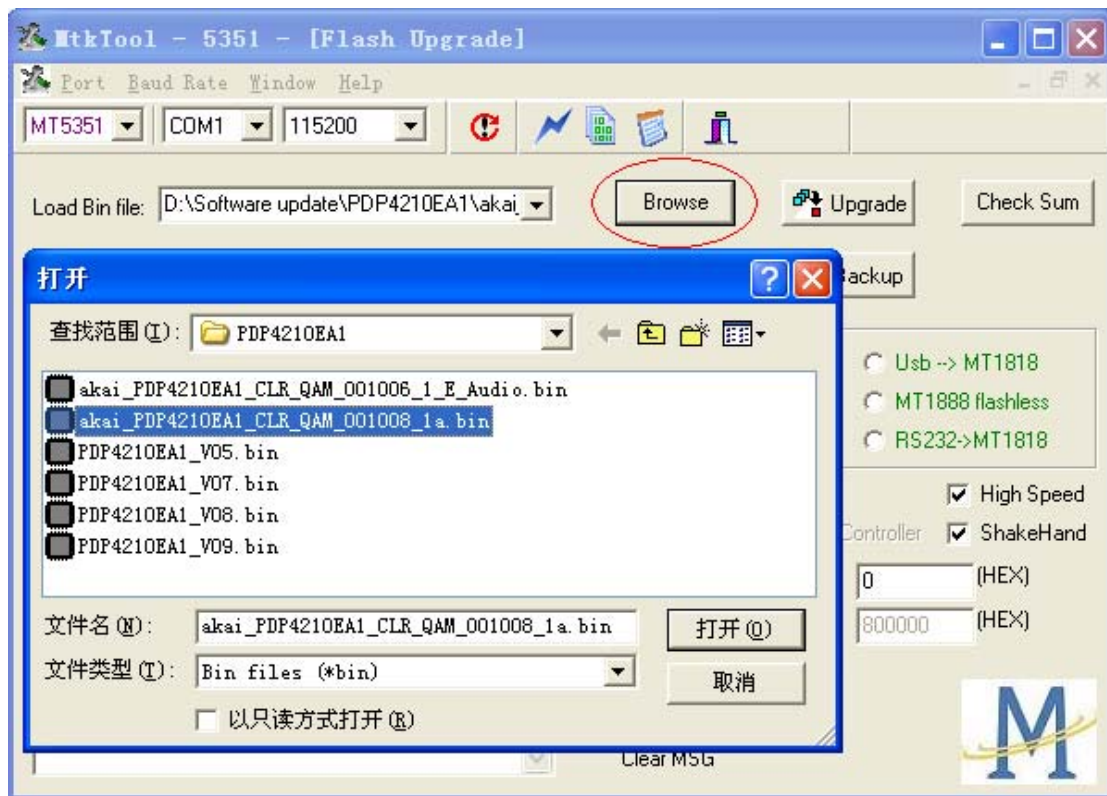 MtkTool - 5351 - [Flash Upgrade]
Port Baud Rate Window Help
MT5351 COM1 115200
Load Bin file: D:\Software update\PDP4210EA1\akai_ Browse Upgrade Check Sum
打开
ackup
查找范围(I): PDP4210EA1
Usb --> MT1818
MT1888 flashless
RS232->MT1818
akai_PDP4210EA1_CLR_QAM_001006_1_E_Audio.bin
akai_PDP4210EA1_CLR_QAM_001008_1a.bin
PDP4210EA1_V05.bin
PDP4210EA1_V07.bin
PDP4210EA1_V08.bin
PDP4210EA1_V09.bin
High Speed
Controller ShakeHand
0 (HEX)
800000 (HEX)
文件名(N): akai_PDP4210EA1_CLR_QAM_001008_1a.bin 打开(O)
文件类型(T): Bin files (*bin) 取消
以只读方式打开(R)
Clear MSG
M